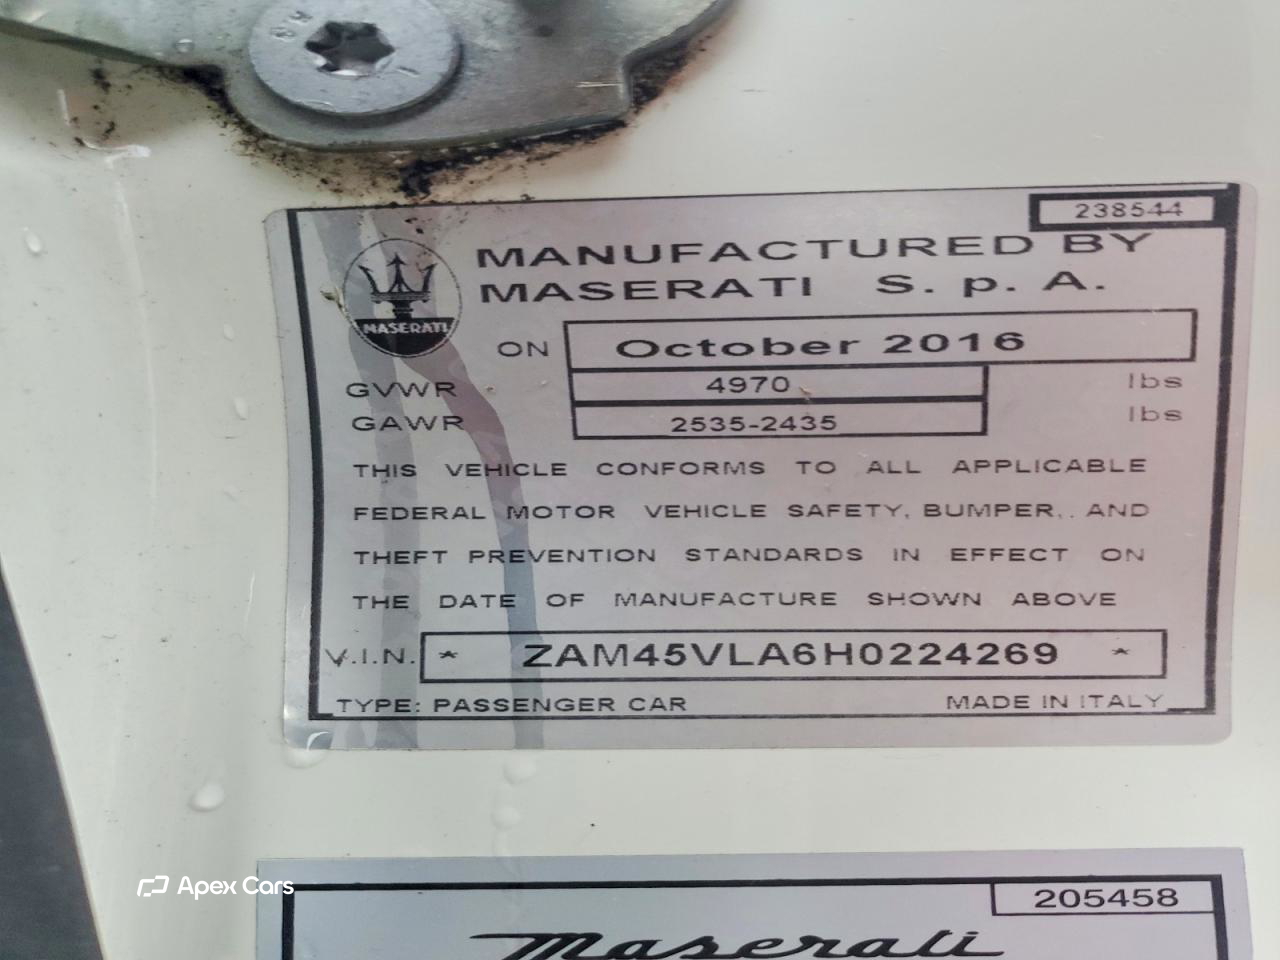 238544
MANUFACTURED BY
MASERATI S. p. A.
MASERATI
ON October 2016
GVWR 4970 lbs
GAWR 2535-2435 lbs
THIS VEHICLE CONFORMS TO ALL APPLICABLE
FEDERAL MOTOR VEHICLE SAFETY, BUMPER, . AND
THEFT PREVENTION STANDARDS IN EFFECT ON
THE DATE OF MANUFACTURE SHOWN ABOVE
V.I.N. * ZAM45VLA6H0224269 *
TYPE: PASSENGER CAR MADE IN ITALY
Apex Cars
205458
Maserati